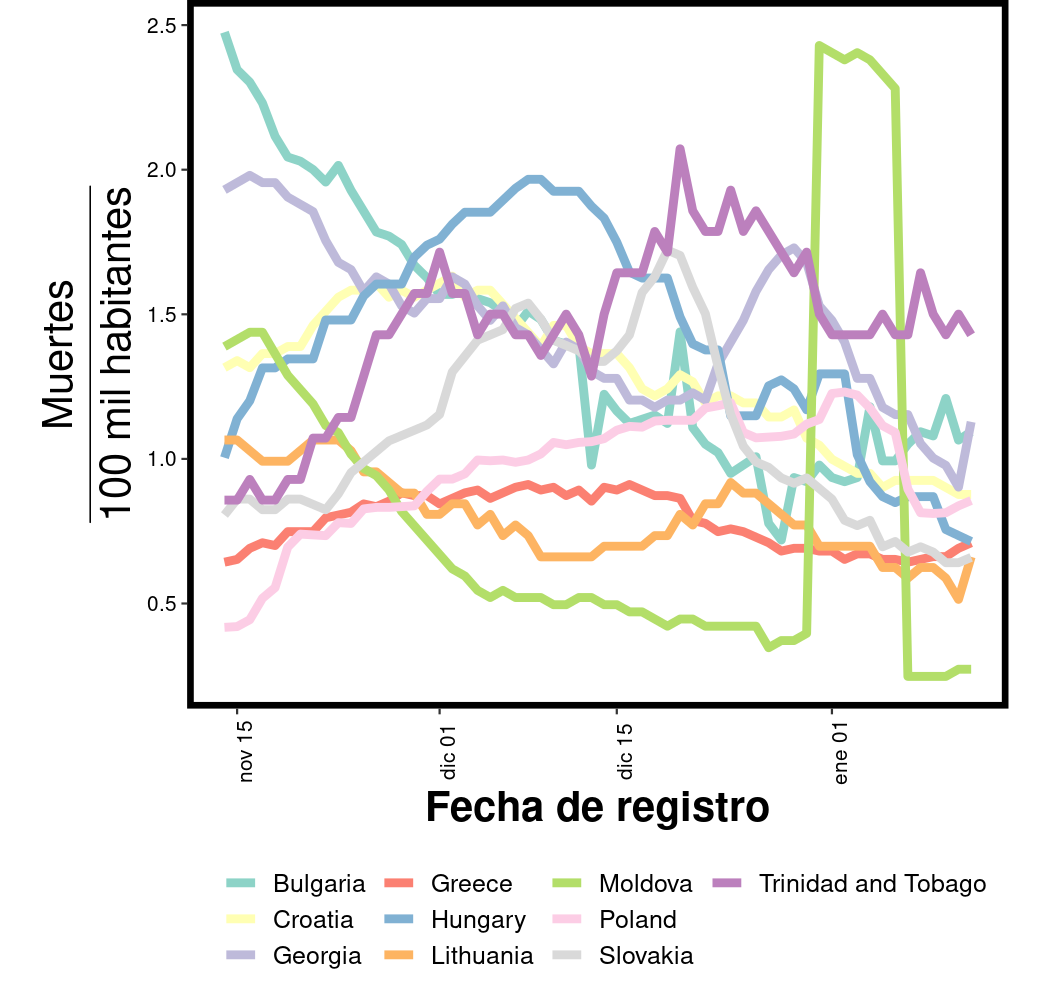 2.5
2.0
1.5
1.0
0.5
Muertes
100 mil habitantes
nov 15
dic 01
dic 15
ene 01
Fecha de registro
Bulgaria Greece Moldova Trinidad and Tobago
Croatia Hungary Poland
Georgia Lithuania Slovakia